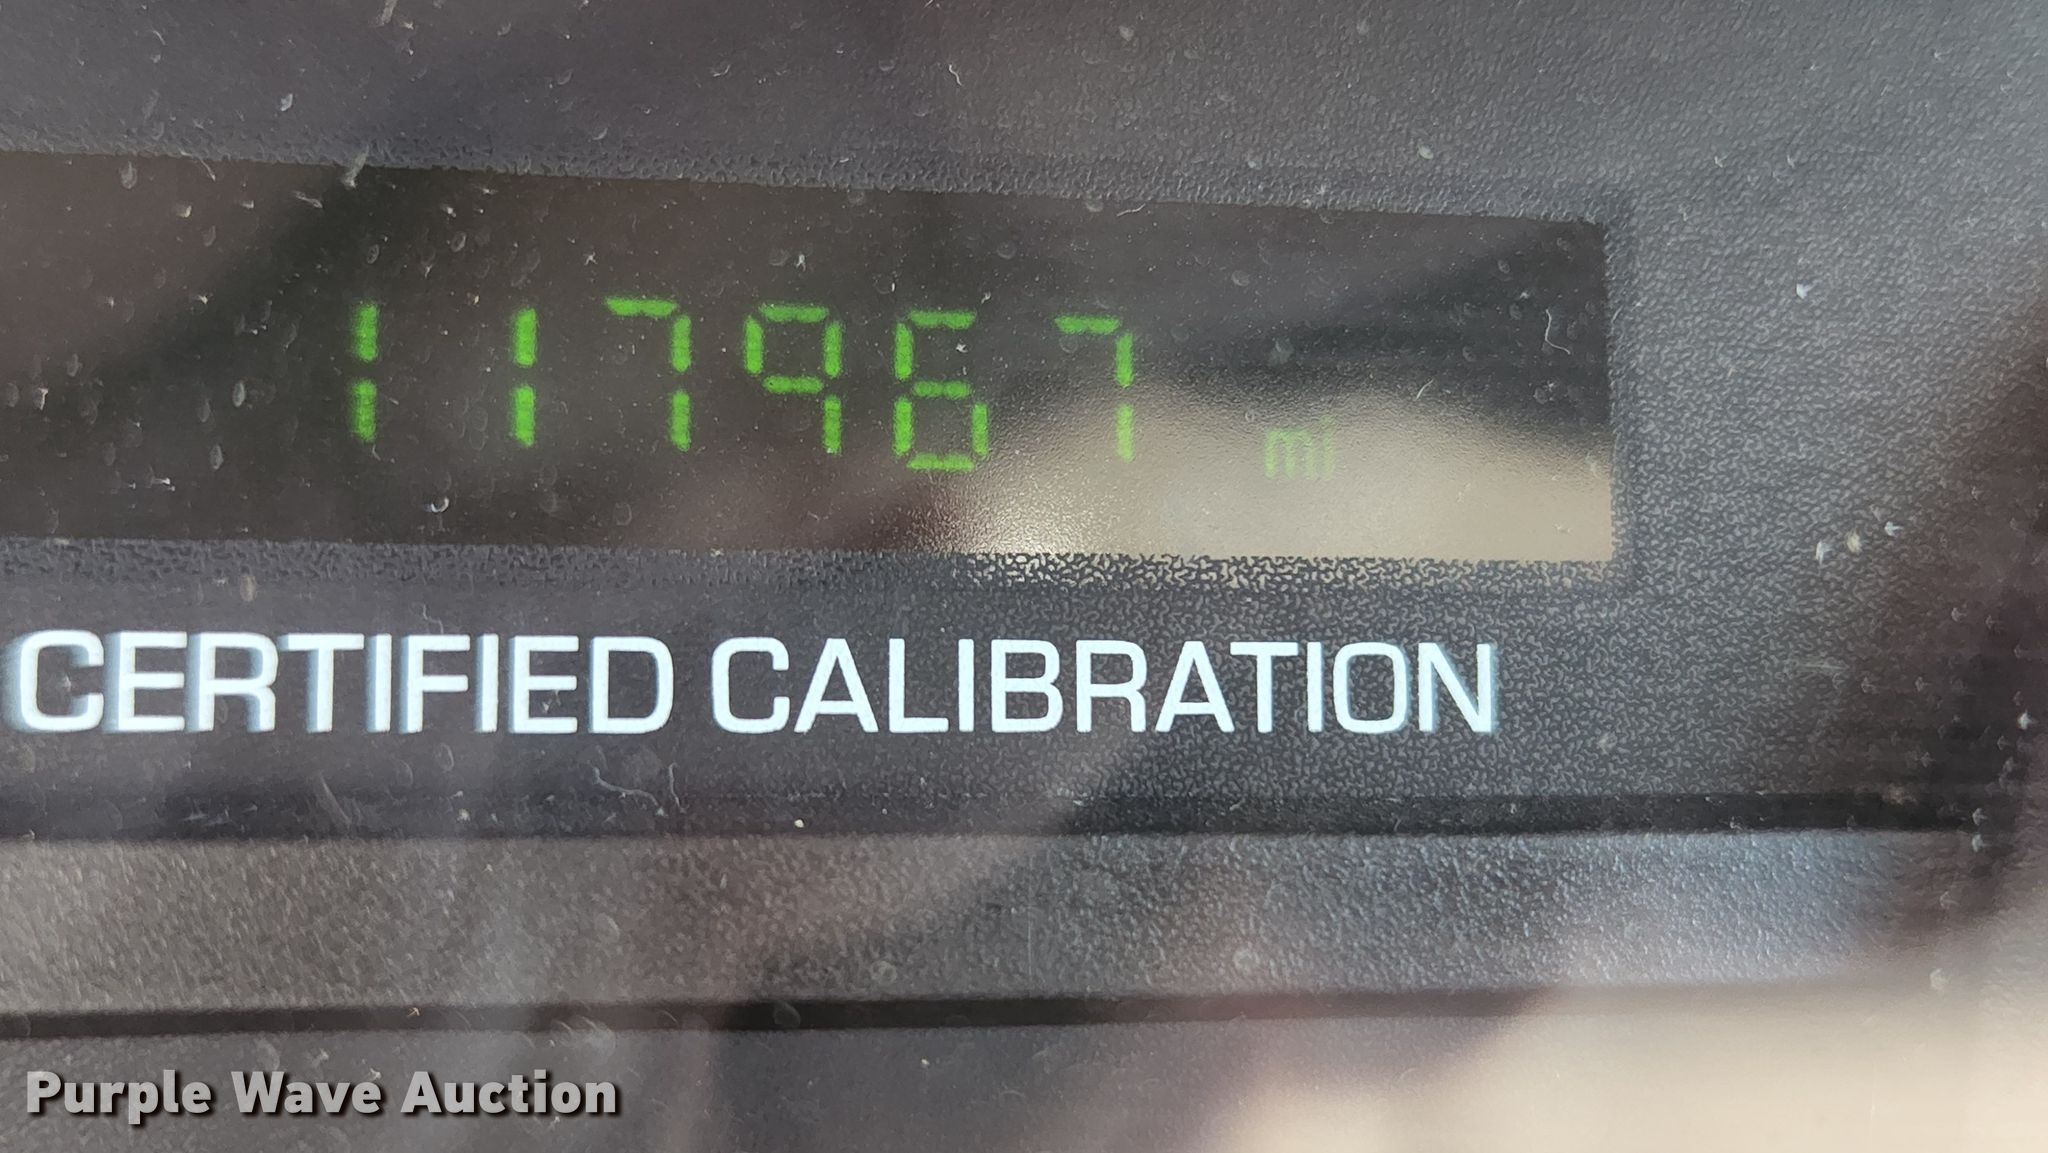 117967 mi
CERTIFIED CALIBRATION
Purple Wave Auction